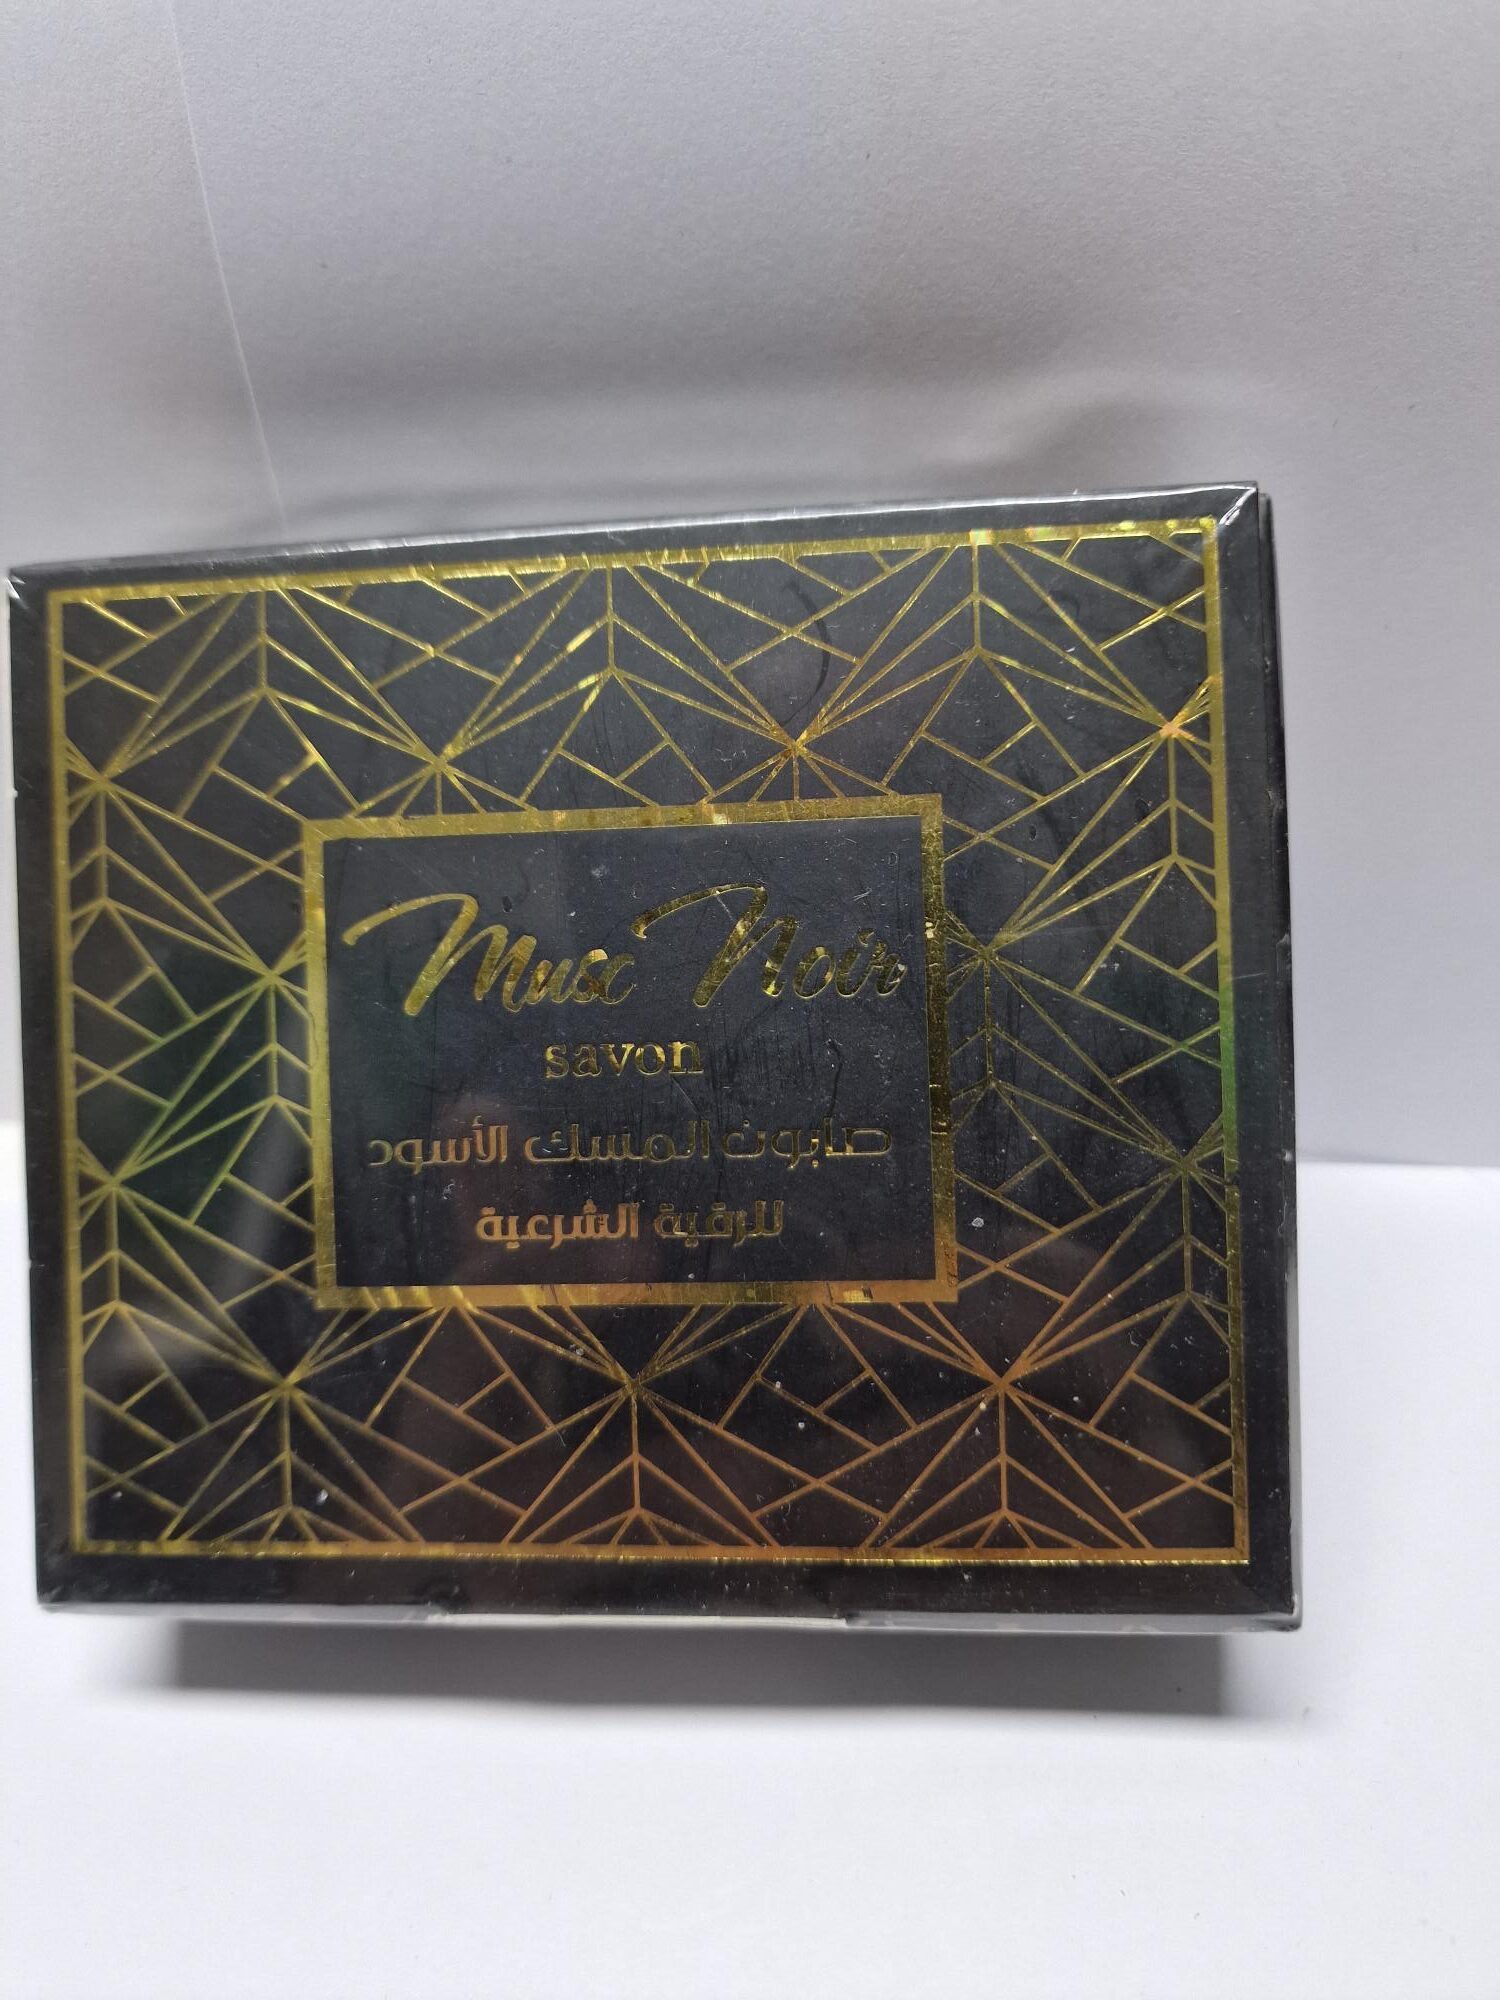 Musc Noir
savon
صابون المسك الأسود
للرقية الشرعية